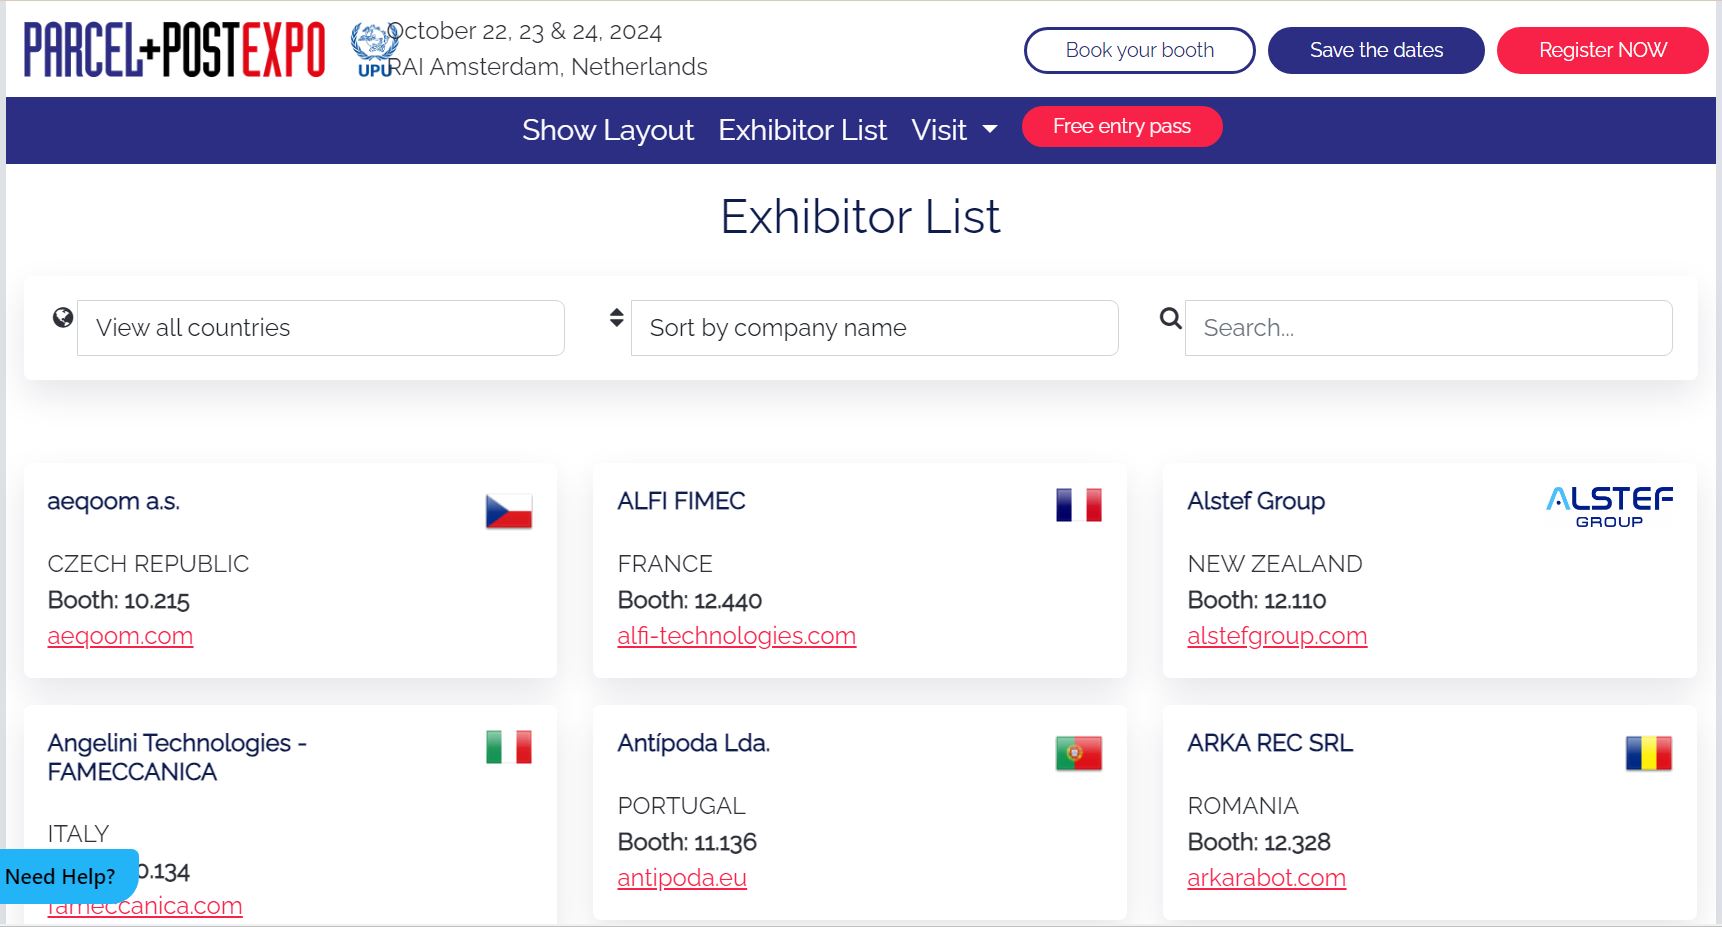 PARCEL+POSTEXPO
UPU
October 22, 23 & 24, 2024
RAI Amsterdam, Netherlands
Book your booth
Save the dates
Register NOW
Show Layout
Exhibitor List
Visit
Free entry pass
Exhibitor List
View all countries
Sort by company name
Search...
aeqoom a.s.
CZECH REPUBLIC
Booth: 10.215
aeqoom.com
ALFI FIMEC
FRANCE
Booth: 12.440
alfi-technologies.com
Alstef Group
ALSTEF
GROUP
NEW ZEALAND
Booth: 12.110
alstefgroup.com
Angelini Technologies -
FAMECCANICA
ITALY
0.134
fameccanica.com
Antípoda Lda.
PORTUGAL
Booth: 11.136
antipoda.eu
ARKA REC SRL
ROMANIA
Booth: 12.328
arkarabot.com
Need Help?